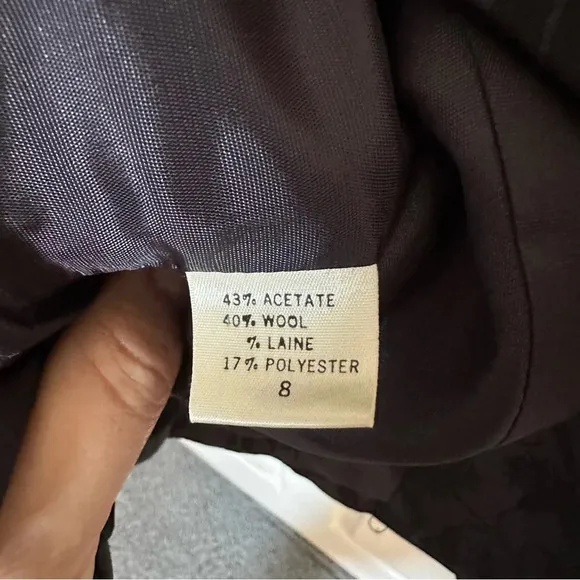 43% ACETATE
40% WOOL
% LAINE
17% POLYESTER
8